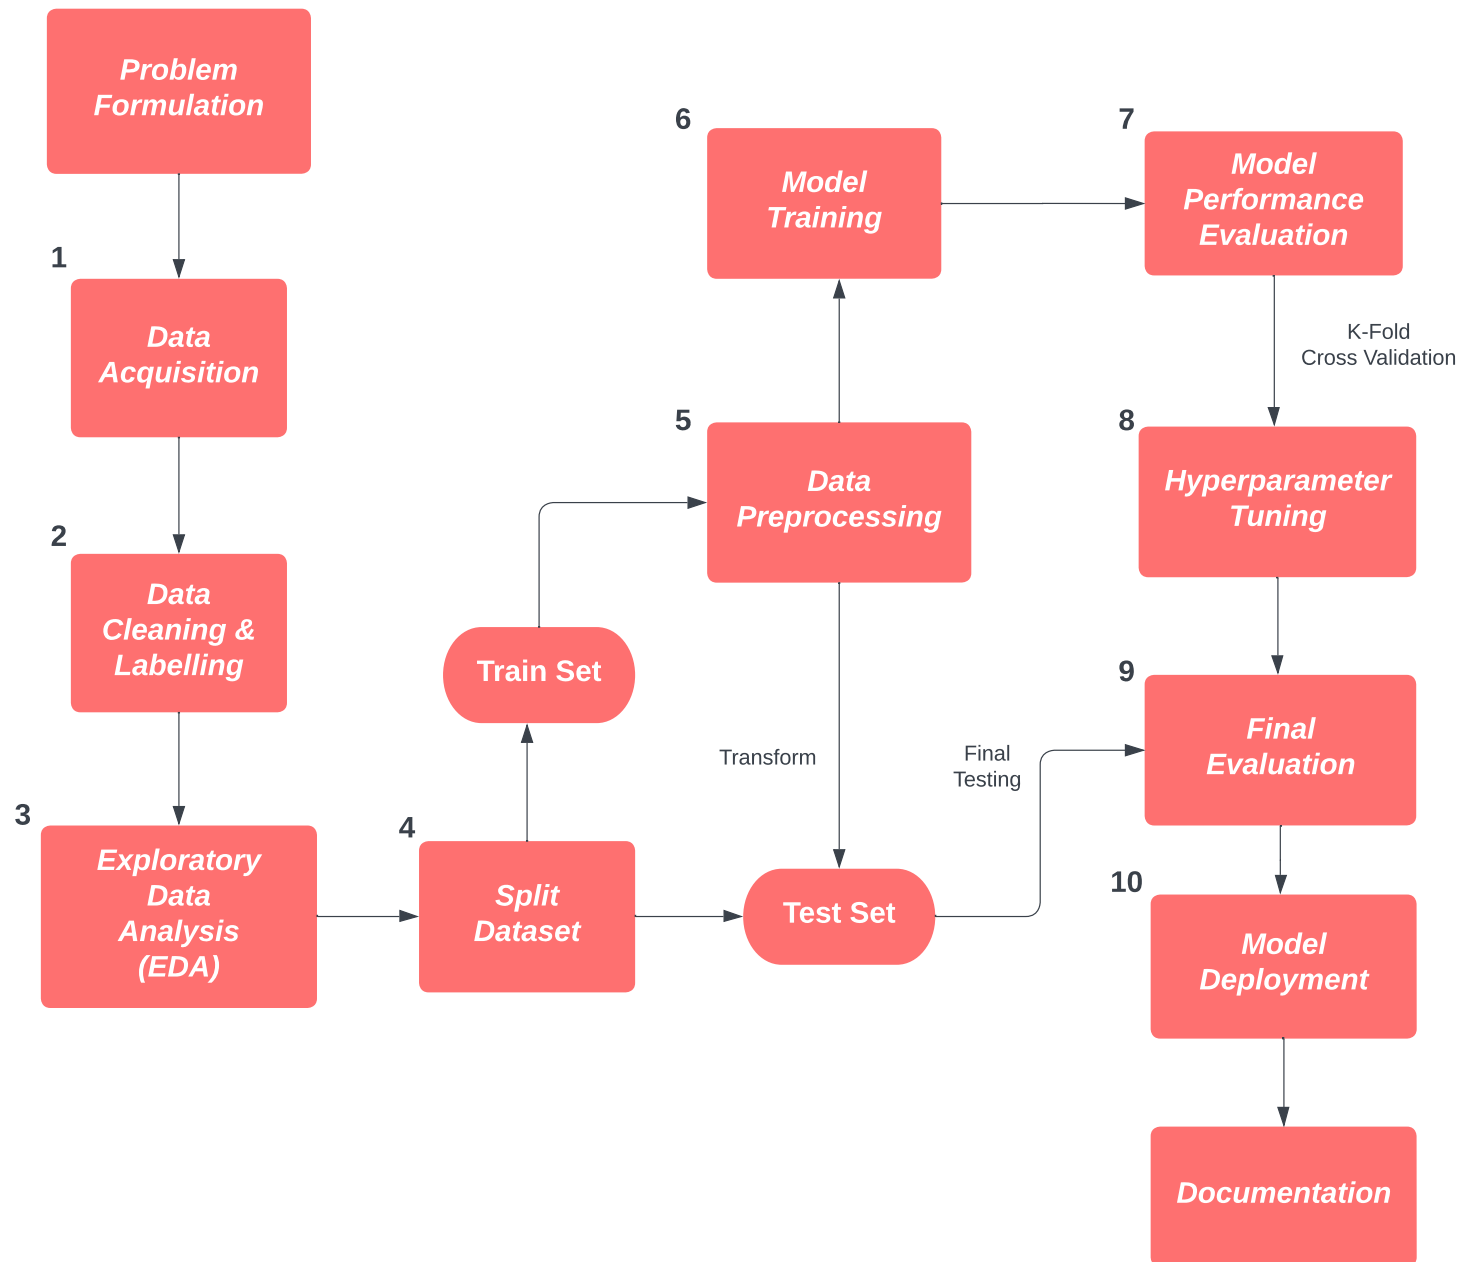 Problem
Formulation
1
Data
Acquisition
2
Data
Cleaning &
Labelling
3
Exploratory
Data
Analysis
(EDA)
4
Split
Dataset
Train Set
Test Set
5
Data
Preprocessing
Transform
6
Model
Training
7
Model
Performance
Evaluation
K-Fold
Cross Validation
8
Hyperparameter
Tuning
Final
Testing
9
Final
Evaluation
10
Model
Deployment
Documentation